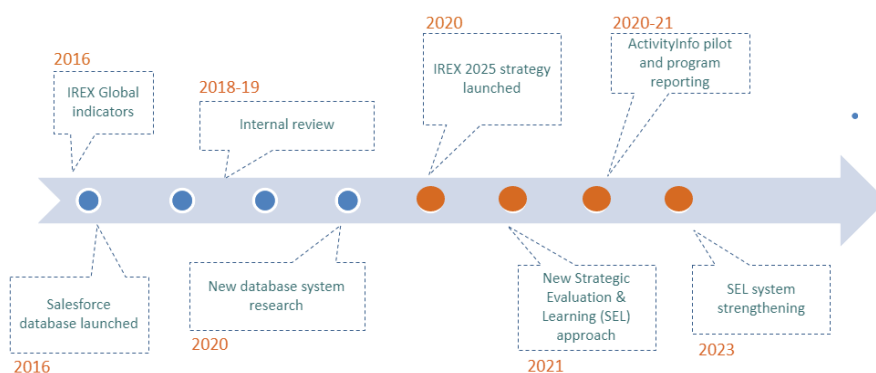 2016
IREX Global
indicators
2018-19
Internal review
2020
IREX 2025 strategy
launched
2020-21
ActivityInfo pilot
and program
reporting
Salesforce
database launched
2016
New database system
research
2020
New Strategic
Evaluation &
Learning (SEL)
approach
2021
SEL system
strengthening
2023